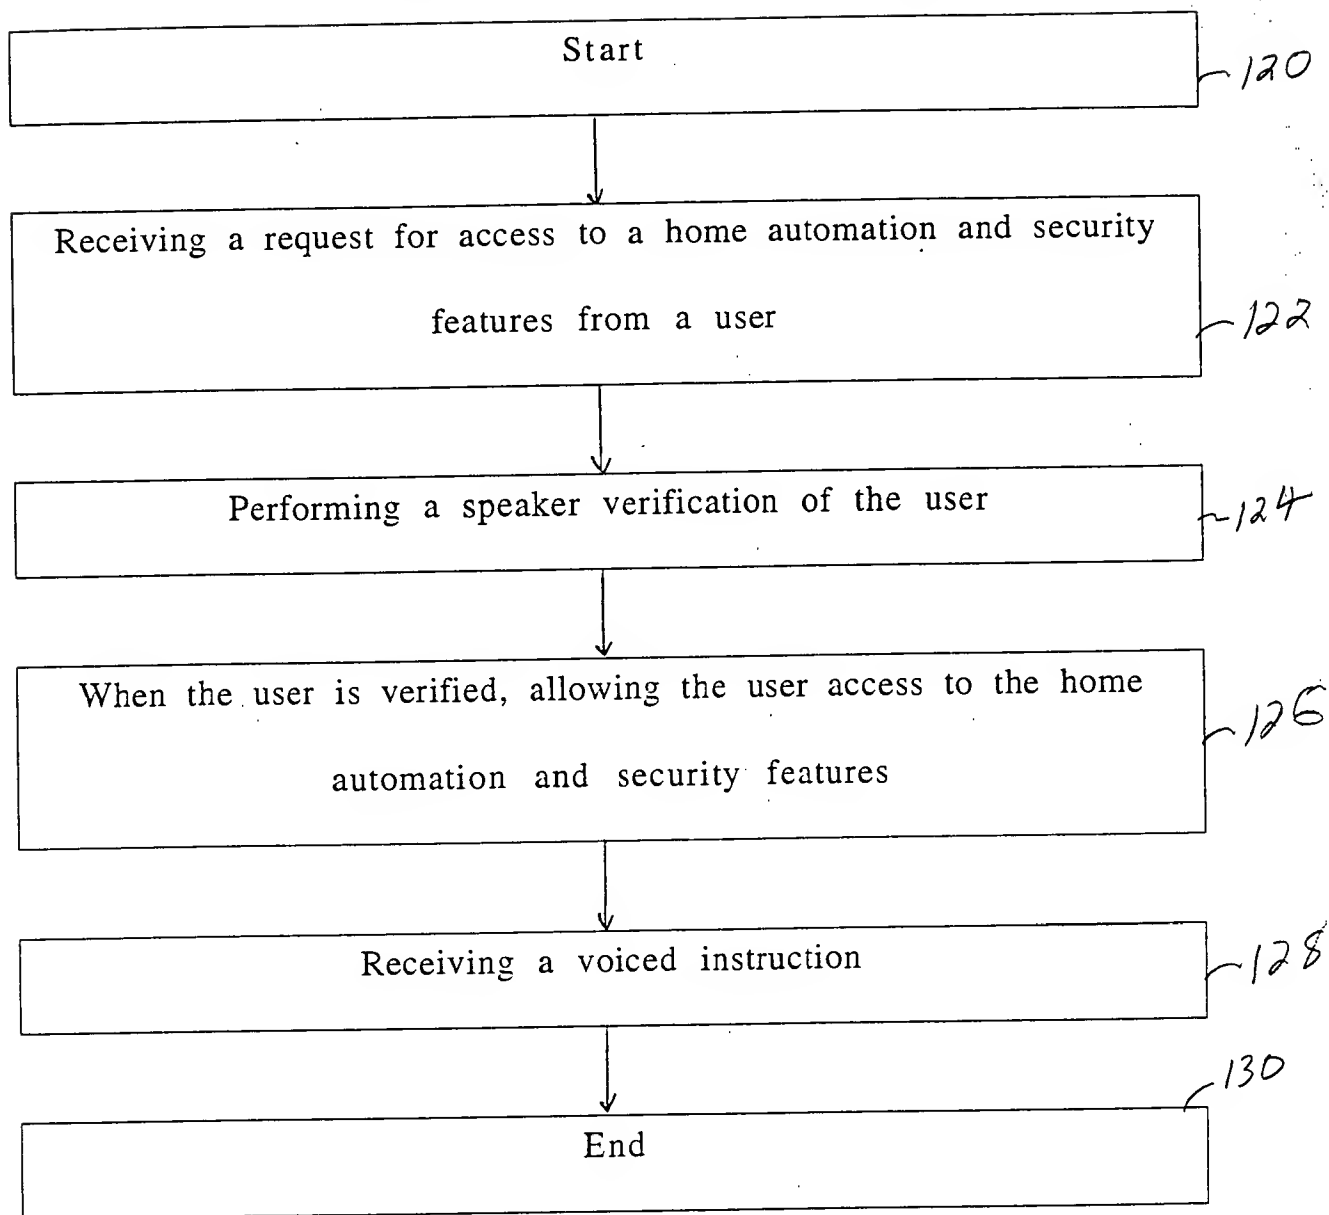 Start
120
Receiving a request for access to a home automation and security
features from a user
122
Performing a speaker verification of the user
124
When the user is verified, allowing the user access to the home
automation and security features
126
Receiving a voiced instruction
128
130
End